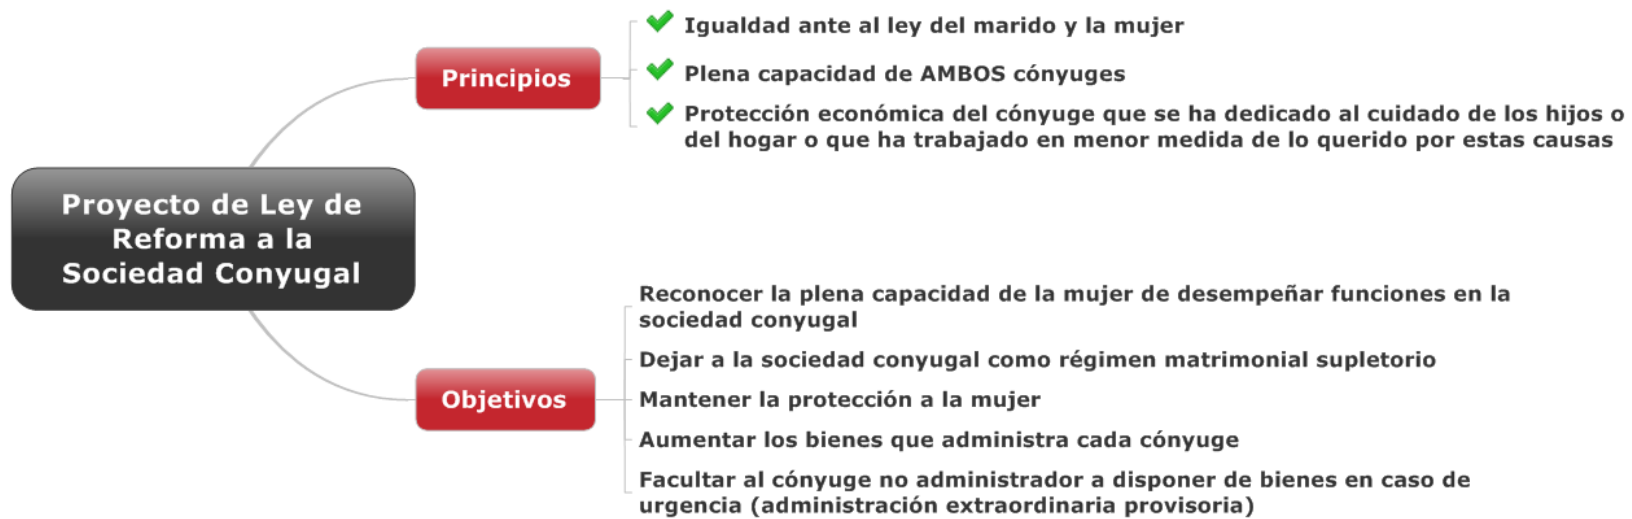 Proyecto de Ley de
Reforma a la
Sociedad Conyugal
Principios
Igualdad ante al ley del marido y la mujer
Plena capacidad de AMBOS cónyuges
Protección económica del cónyuge que se ha dedicado al cuidado de los hijos o
del hogar o que ha trabajado en menor medida de lo querido por estas causas
Objetivos
Reconocer la plena capacidad de la mujer de desempeñar funciones en la
sociedad conyugal
Dejar a la sociedad conyugal como régimen matrimonial supletorio
Mantener la protección a la mujer
Aumentar los bienes que administra cada cónyuge
Facultar al cónyuge no administrador a disponer de bienes en caso de
urgencia (administración extraordinaria provisoria)